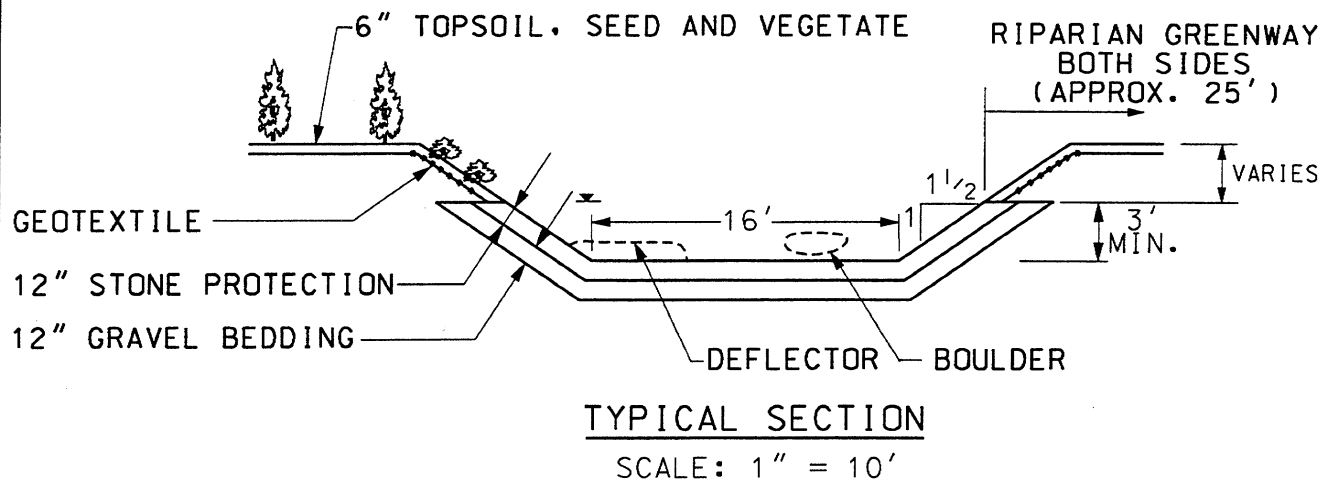 6" TOPSOIL, SEED AND VEGETATE
RIPARIAN GREENWAY
BOTH SIDES
(APPROX. 25')
VARIES
1 1/2
1
16'
3'
MIN.
GEOTEXTILE
12" STONE PROTECTION
12" GRAVEL BEDDING
DEFLECTOR
BOULDER
TYPICAL SECTION
SCALE: 1" = 10'